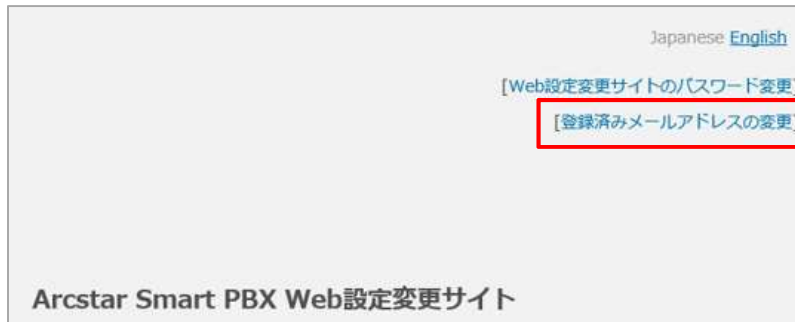 Japanese English
[Web設定変更サイトのパスワード変更]
[登録済みメールアドレスの変更]
Arcstar Smart PBX Web設定変更サイト